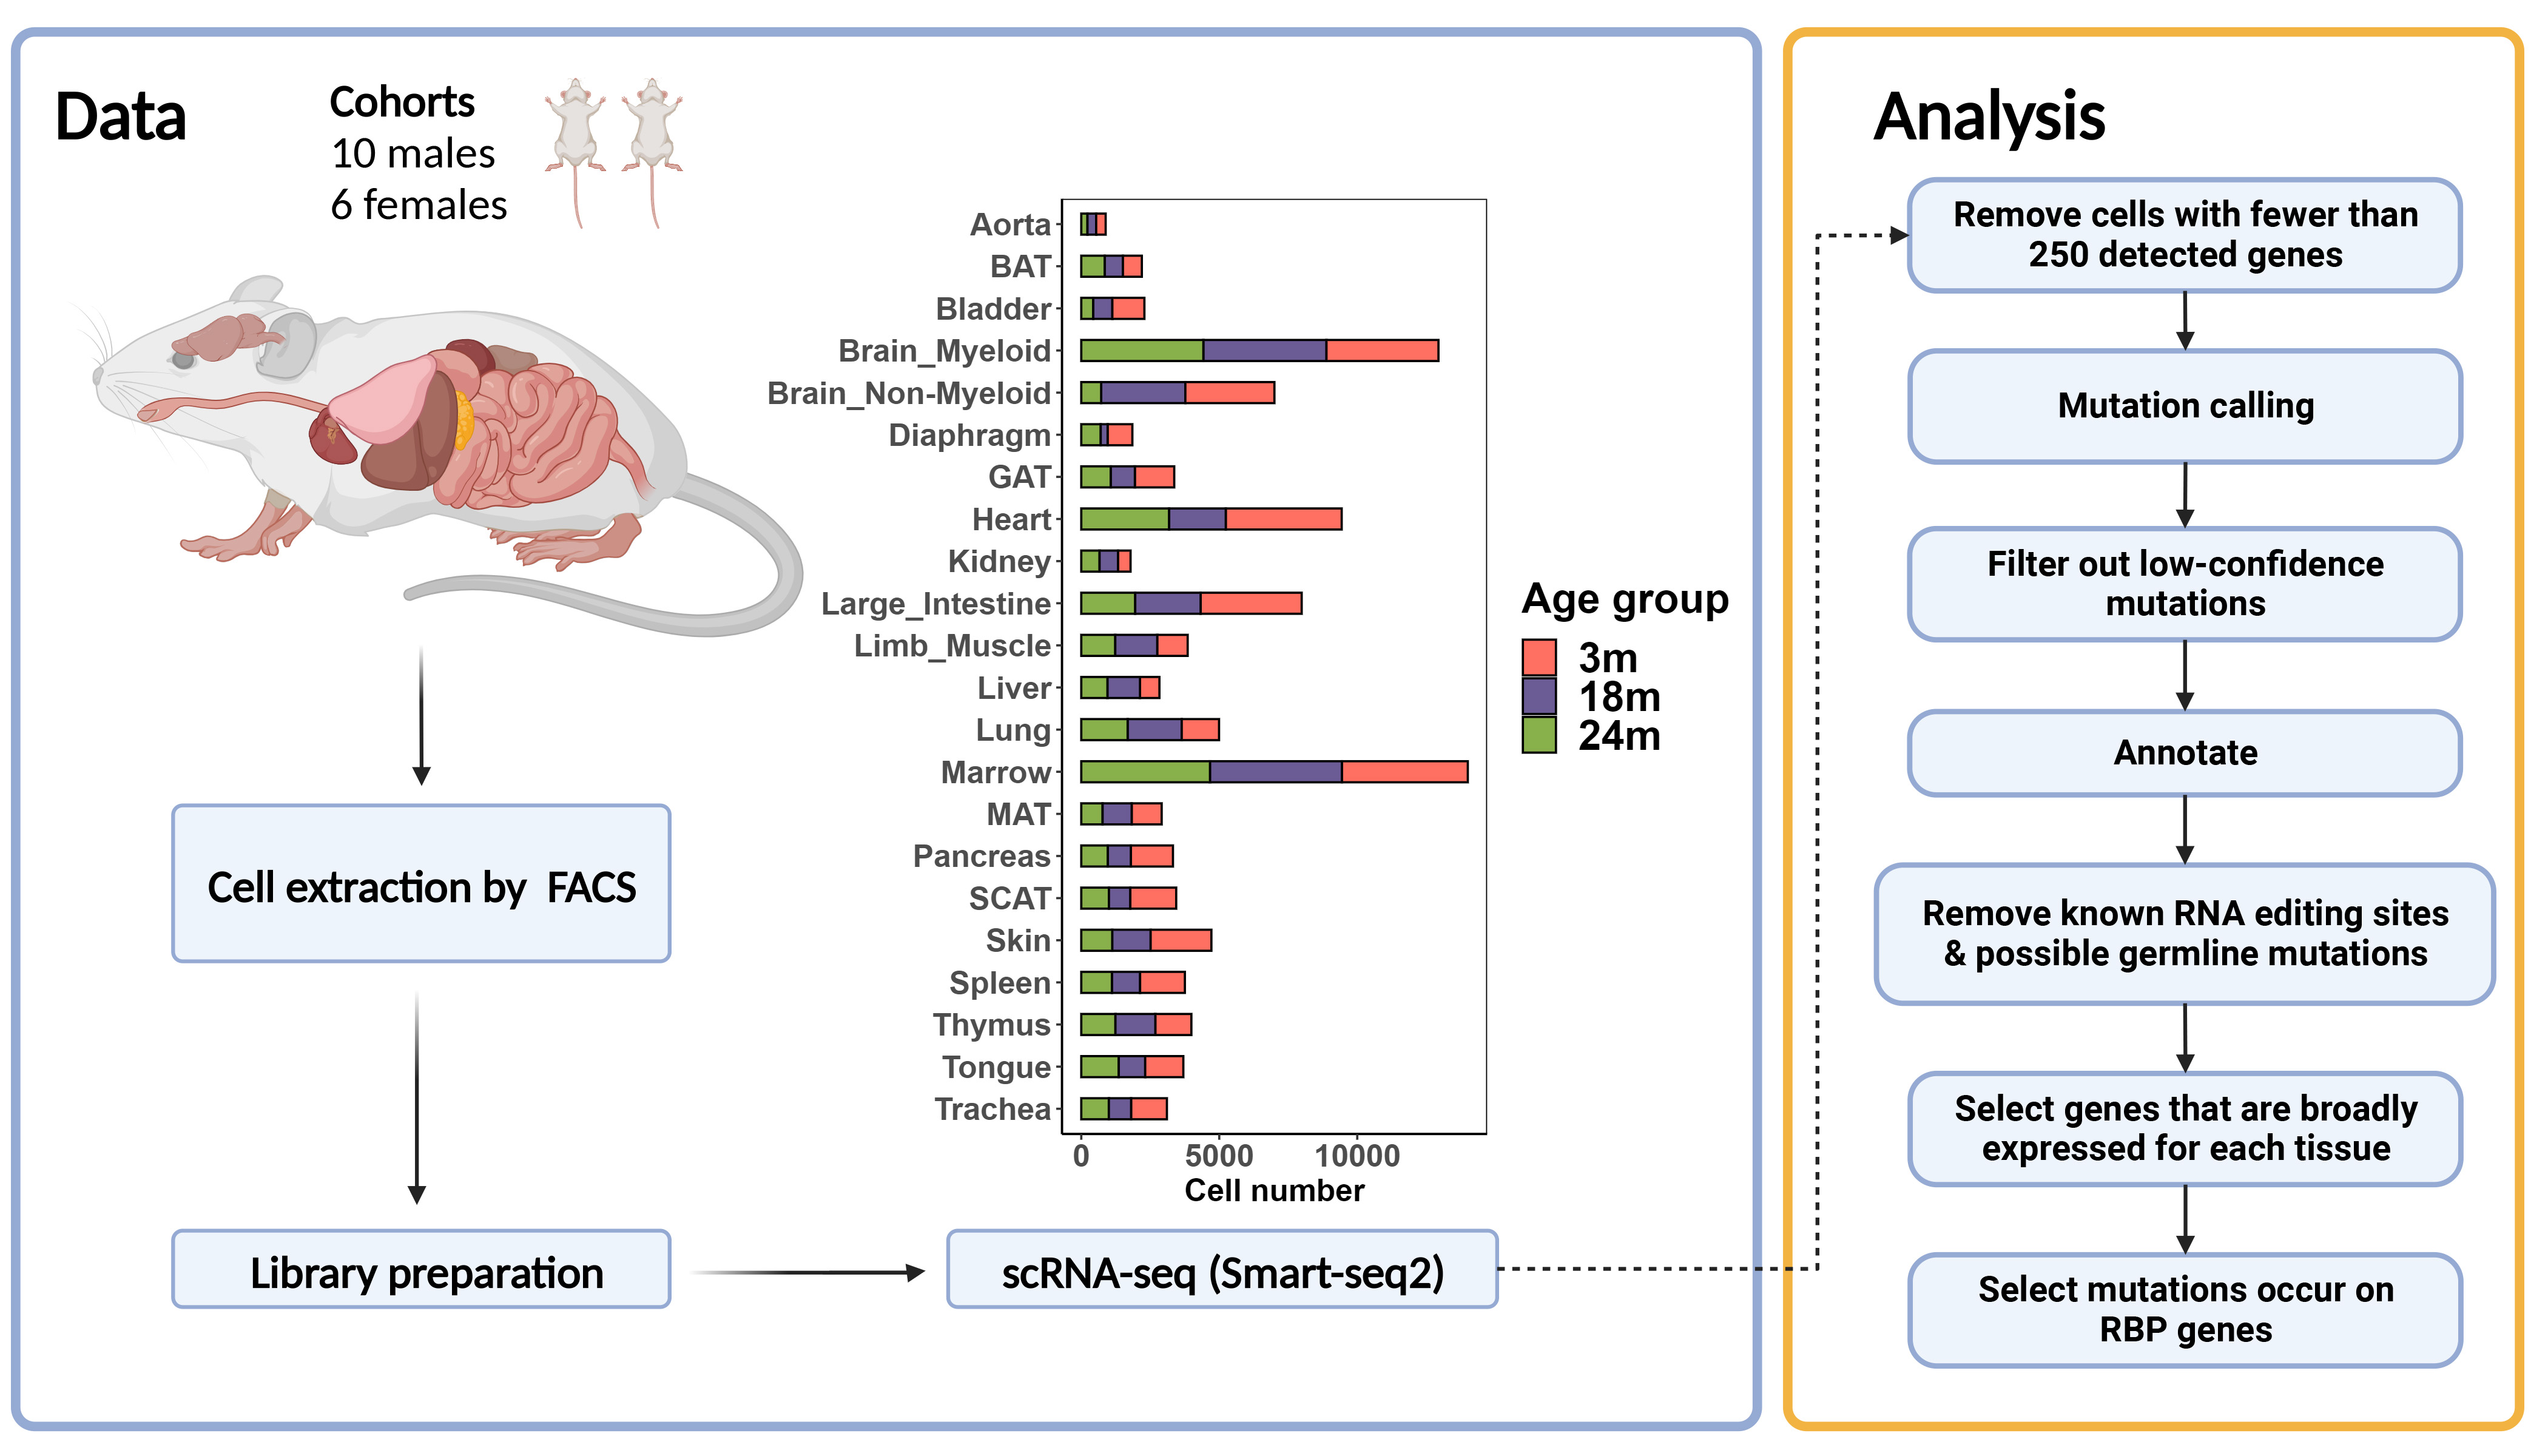 Data
Cohorts
10 males
6 females
Aorta
BAT
Bladder
Brain_Myeloid
Brain_Non-Myeloid
Diaphragm
GAT
Heart
Kidney
Large_Intestine
Limb_Muscle
Liver
Lung
Marrow
MAT
Pancreas
SCAT
Skin
Spleen
Thymus
Tongue
Trachea
0 5000 10000
Cell number
Age group
3m
18m
24m
Cell extraction by FACS
Library preparation
scRNA-seq (Smart-seq2)
Analysis
Remove cells with fewer than
250 detected genes
Mutation calling
Filter out low-confidence
mutations
Annotate
Remove known RNA editing sites
& possible germline mutations
Select genes that are broadly
expressed for each tissue
Select mutations occur on
RBP genes